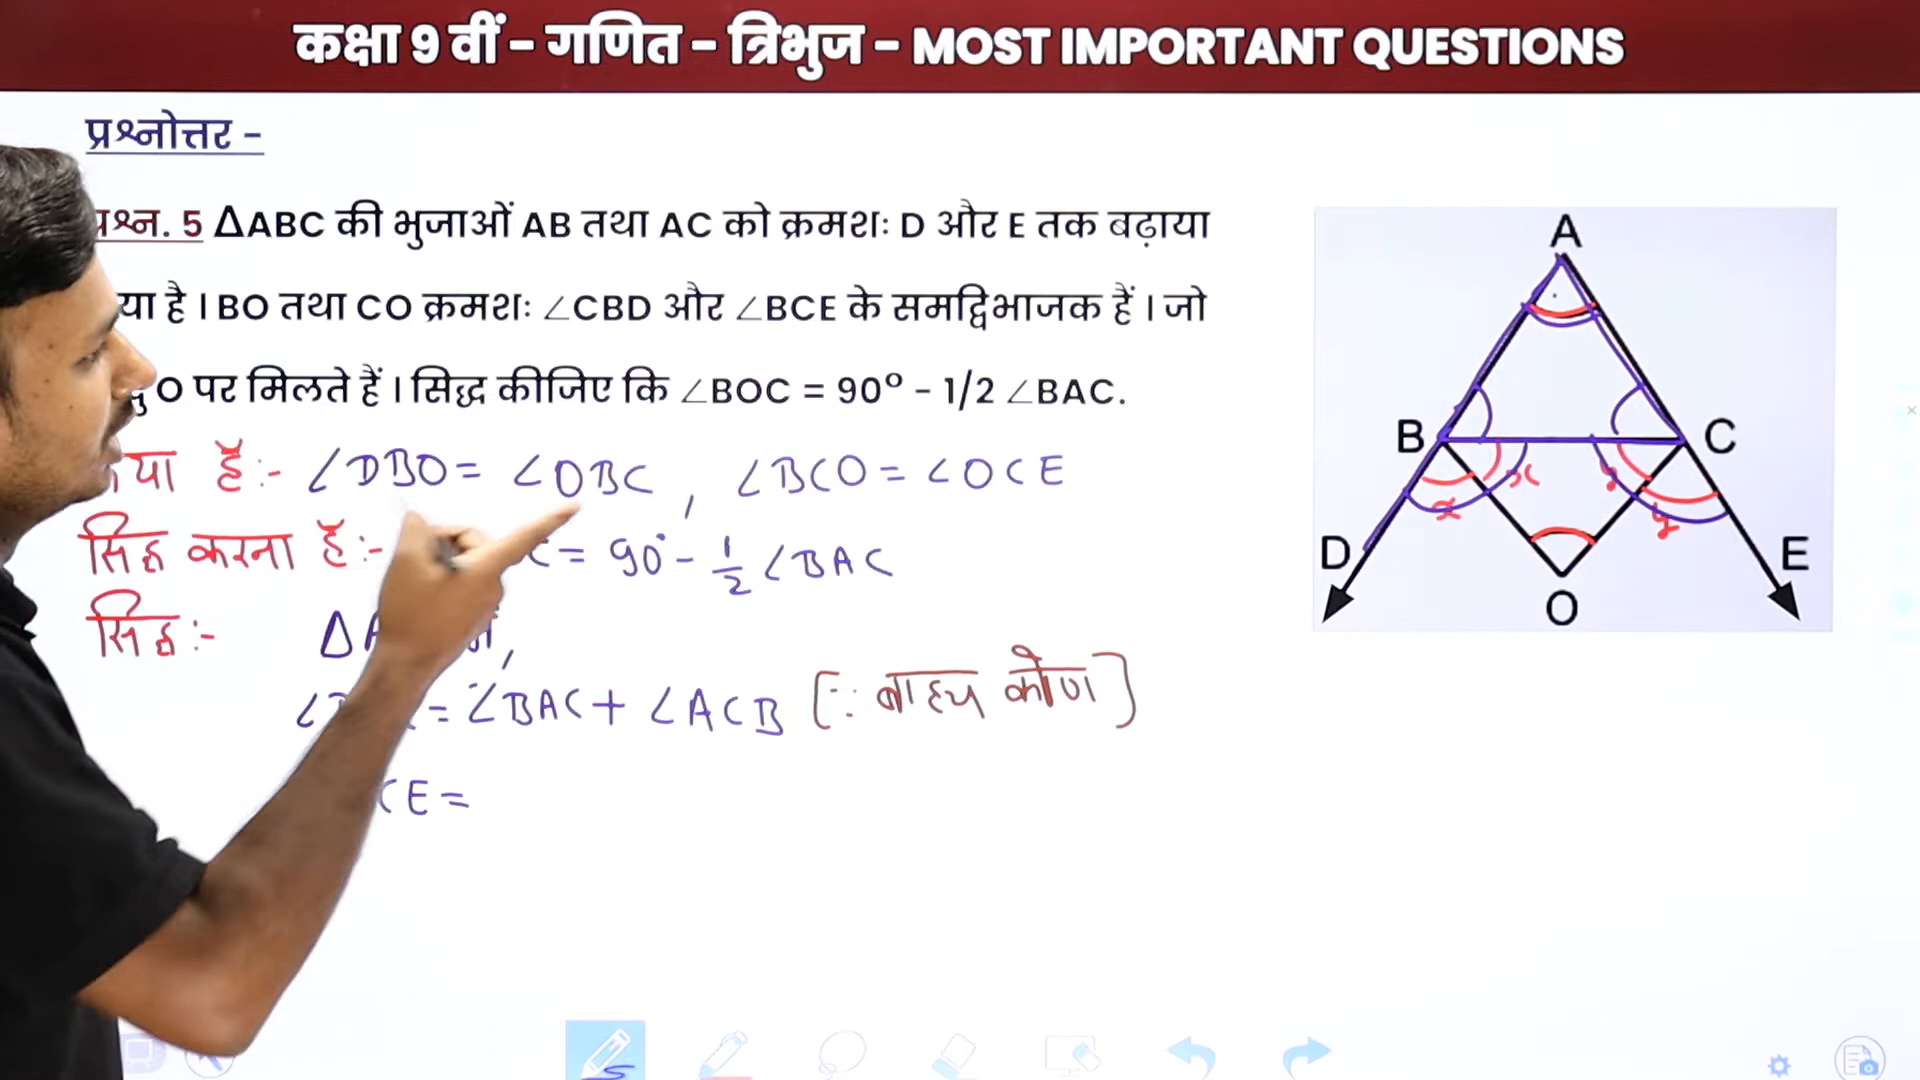 कक्षा 9 वीं – गणित – त्रिभुज – MOST IMPORTANT QUESTIONS
प्रश्नोत्तर –
प्रश्न. 5 ΔABC की भुजाओं AB तथा AC को क्रमशः D और E तक बढ़ाया
है । BO तथा CO क्रमशः ∠CBD और ∠BCE के समद्विभाजक हैं । जो
O पर मिलते हैं । सिद्ध कीजिए कि ∠BOC = 90° - 1/2 ∠BAC.
है :- ∠DBO = ∠OBC , ∠BCO = ∠OCE
सिद्ध करना है :- C = 90° - 1/2 ∠BAC
सिद्ध :- Δ
= ∠BAC + ∠ACB [∵ बाह्य कोण]
CE =
A
B
C
D
E
O
x
x
y
y